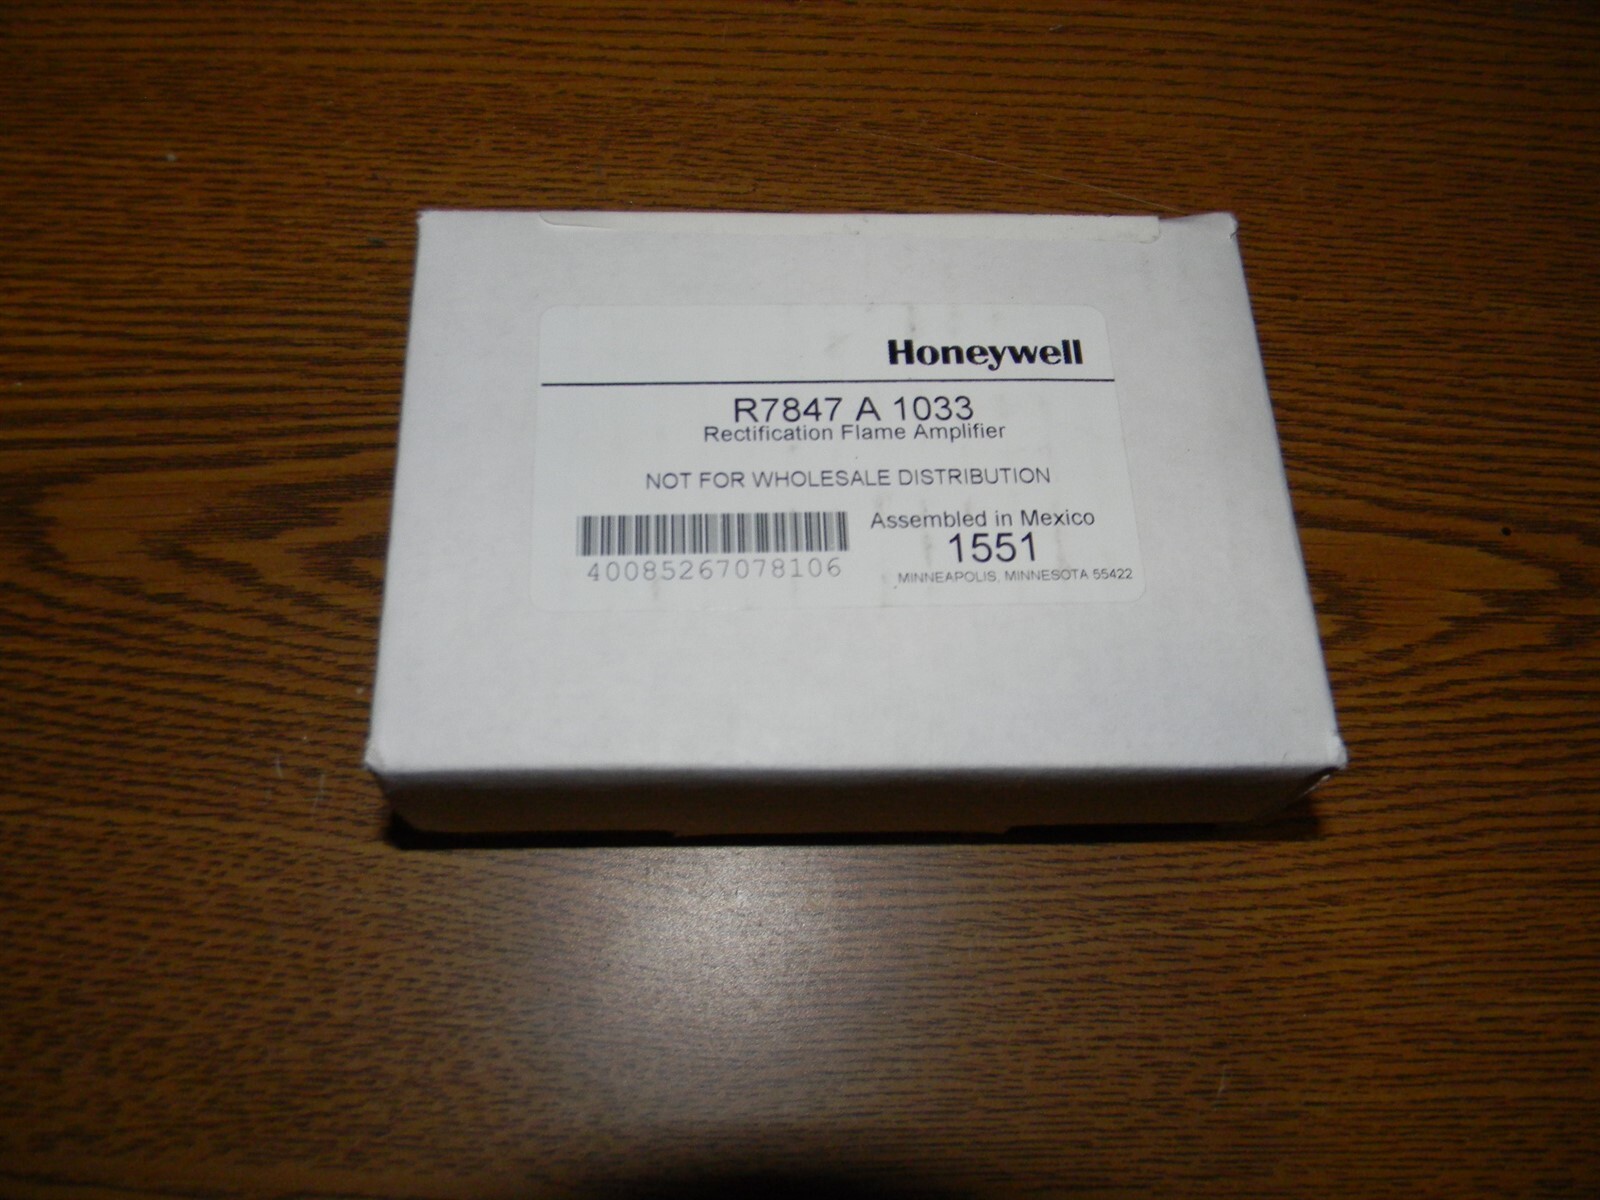 Honeywell
R7847 A 1033
Rectification Flame Amplifier
NOT FOR WHOLESALE DISTRIBUTION
Assembled in Mexico
1551
40085267078106
MINNEAPOLIS, MINNESOTA 55422